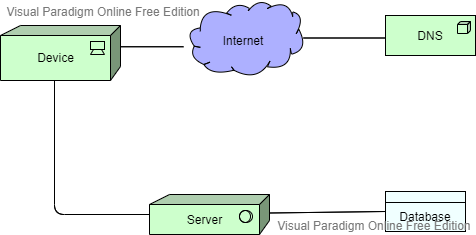 Visual Paradigm Online Free Edition
Internet
DNS
Device
Server
Database
Visual Paradigm Online Free Edition